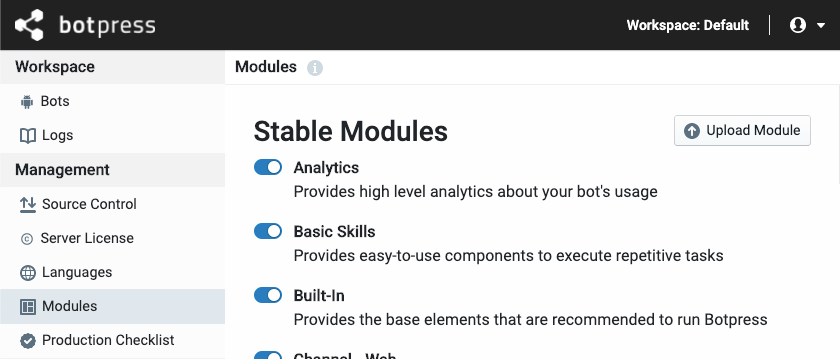 botpress
Workspace: Default
Workspace
Bots
Logs
Management
Source Control
Server License
Languages
Modules
Production Checklist
Modules
Stable Modules
Upload Module
Analytics
Provides high level analytics about your bot's usage
Basic Skills
Provides easy-to-use components to execute repetitive tasks
Built-In
Provides the base elements that are recommended to run Botpress
Channel - Web